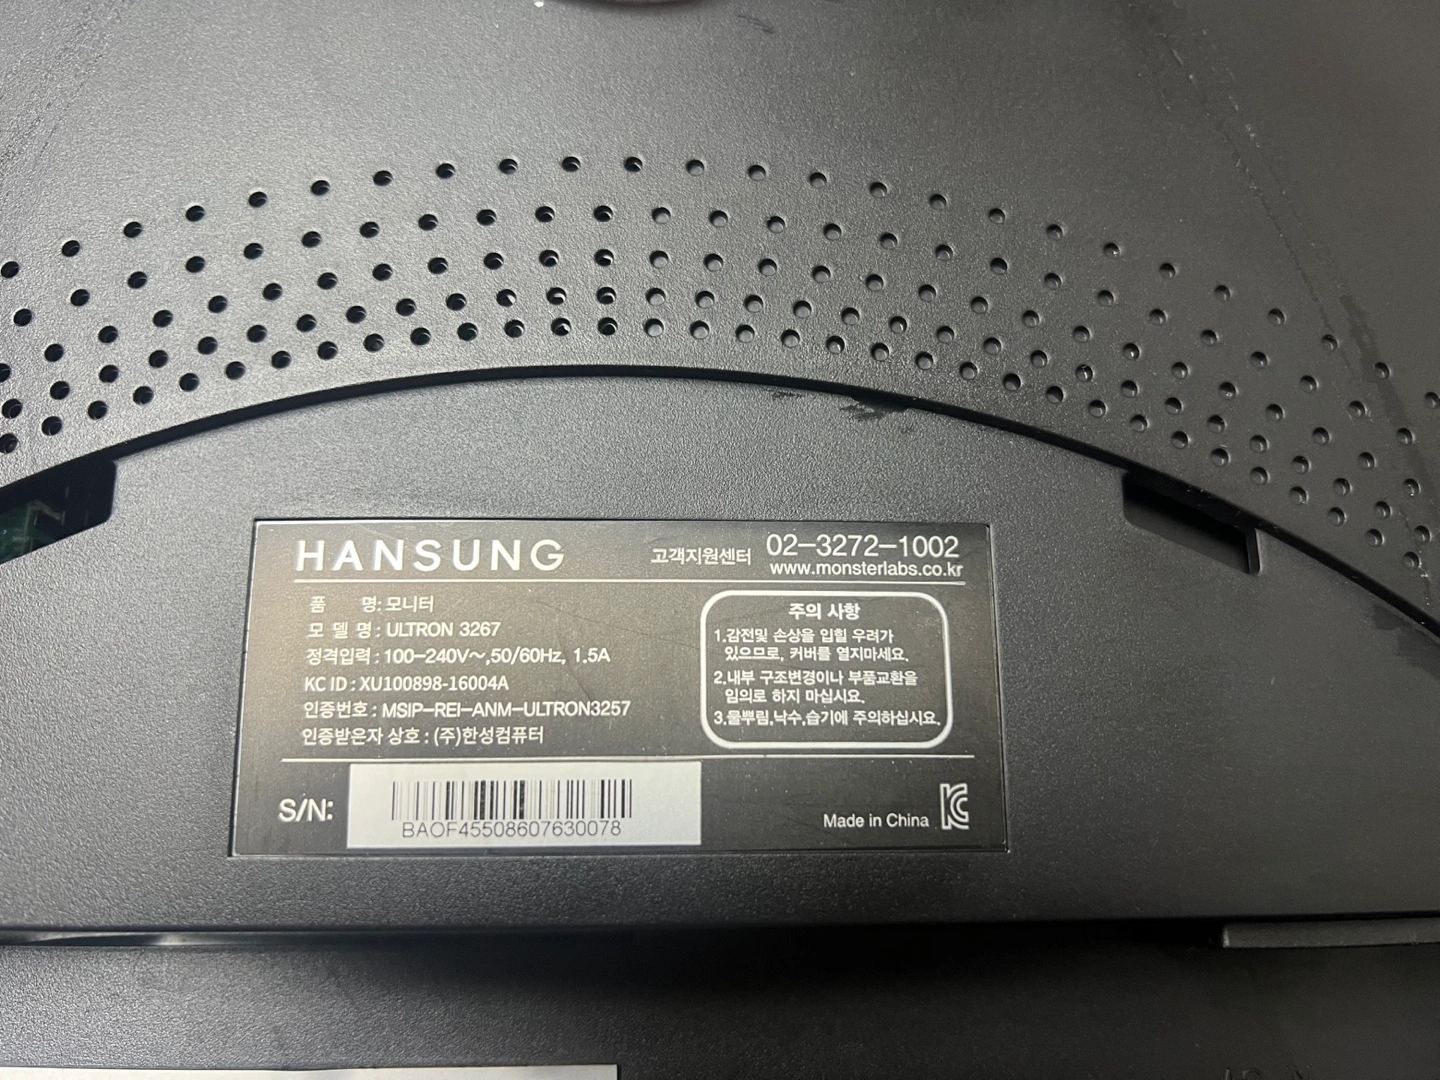 HANSUNG
고객지원센터 02-3272-1002
www.monsterlabs.co.kr
품 명: 모니터
모 델 명 : ULTRON 3267
정격입력 : 100-240V~,50/60Hz, 1.5A
KC ID : XU100898-16004A
인증번호 : MSIP-REI-ANM-ULTRON3257
인증받은자 상호 : (주)한성컴퓨터
주의 사항
1.감전및 손상을 입힐 우려가
있으므로, 커버를 열지마세요.
2.내부 구조변경이나 부품교환을
임의로 하지 마십시요.
3.물뿌림,낙수,습기에 주의하십시요.
S/N:
BAOF45508607630078
Made in China